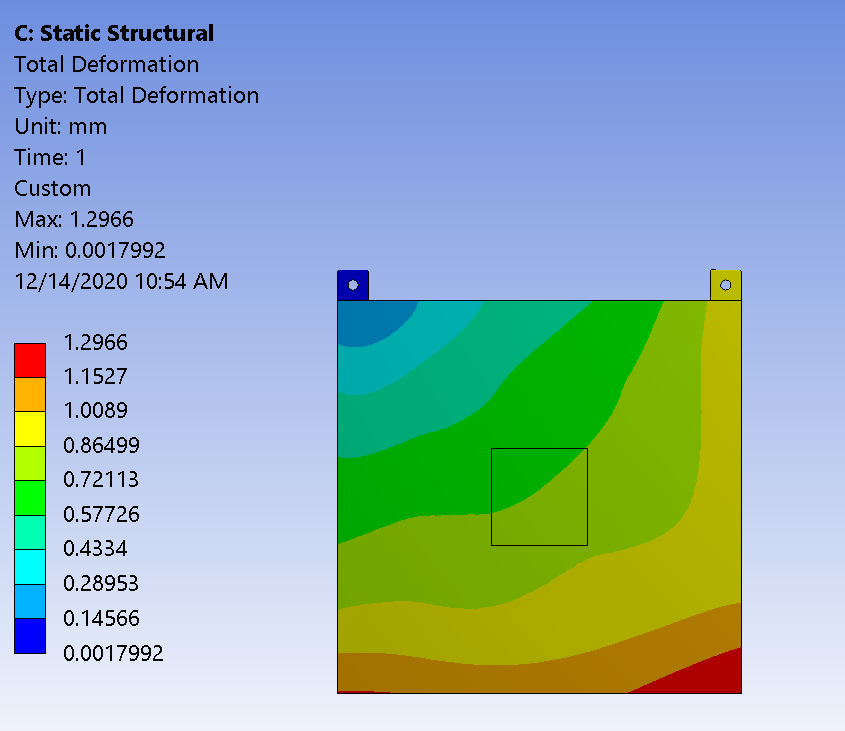 C: Static Structural
Total Deformation
Type: Total Deformation
Unit: mm
Time: 1
Custom
Max: 1.2966
Min: 0.0017992
12/14/2020 10:54 AM
1.2966
1.1527
1.0089
0.86499
0.72113
0.57726
0.4334
0.28953
0.14566
0.0017992